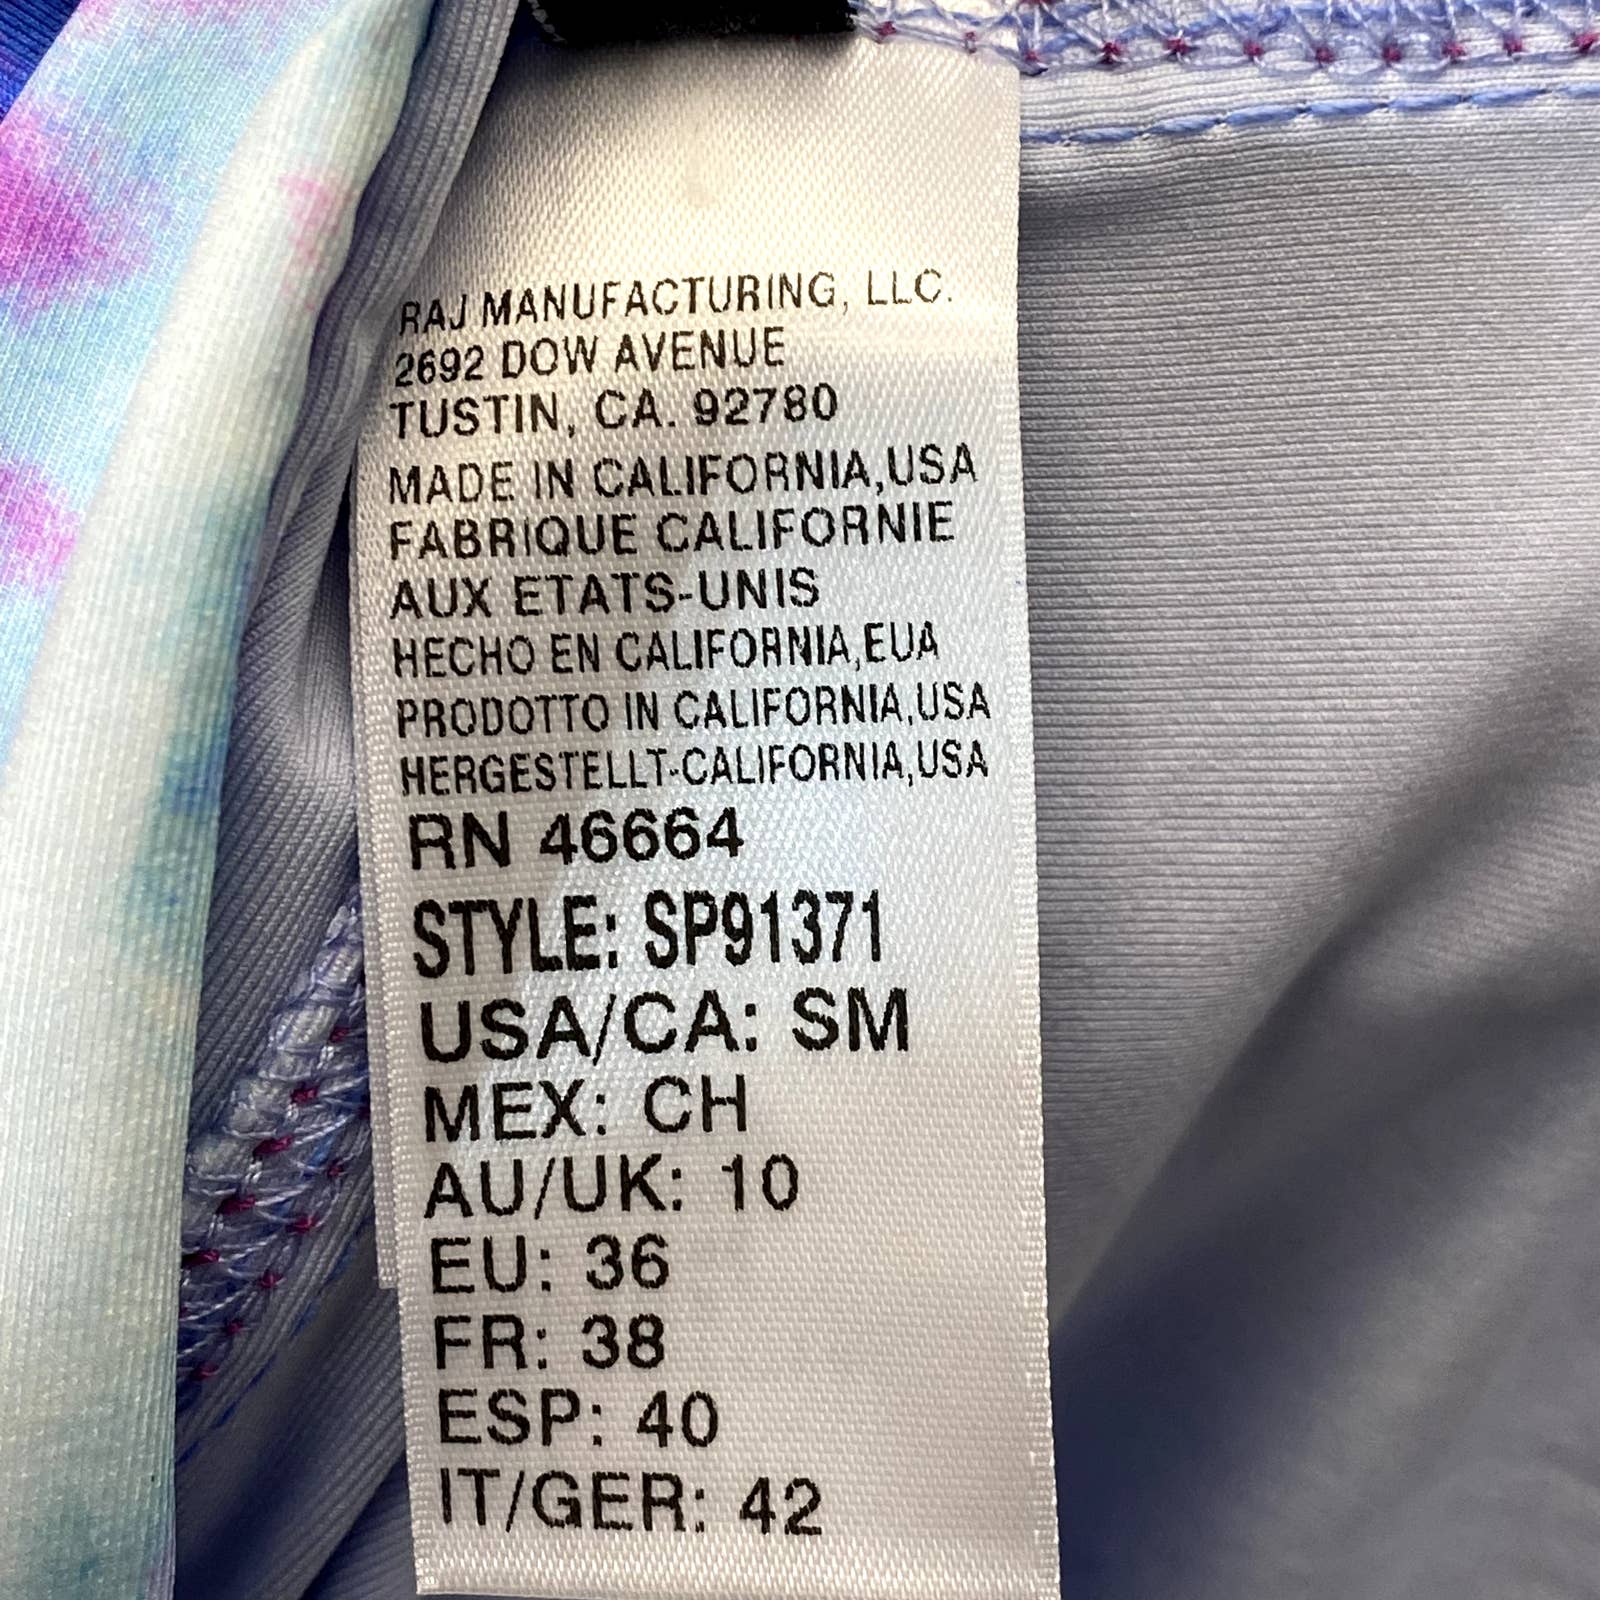 RAJ MANUFACTURING, LLC.
2692 DOW AVENUE
TUSTIN, CA. 92780
MADE IN CALIFORNIA,USA
FABRIQUE CALIFORNIE
AUX ETATS-UNIS
HECHO EN CALIFORNIA,EUA
PRODOTTO IN CALIFORNIA,USA
HERGESTELLT-CALIFORNIA,USA
RN 46664
STYLE: SP91371
USA/CA: SM
MEX: CH
AU/UK: 10
EU: 36
FR: 38
ESP: 40
IT/GER: 42